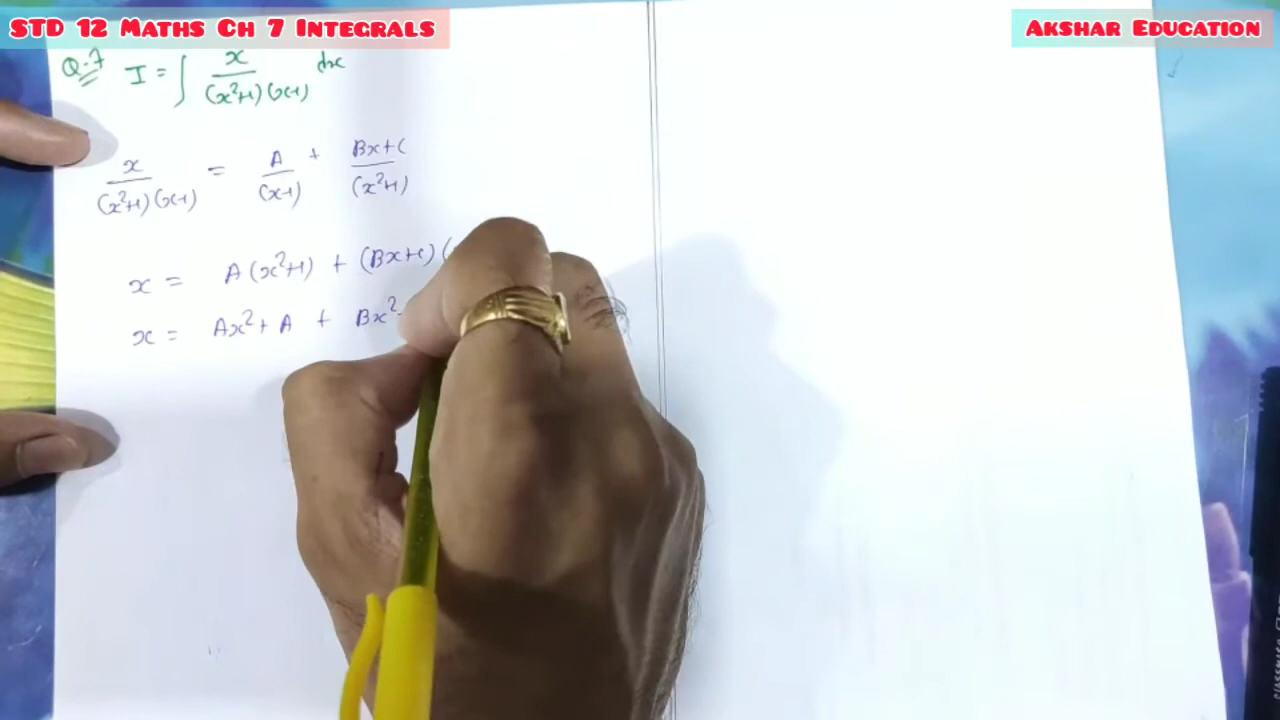 STD 12 Maths Ch 7 Integrals
Akshar Education
Q.7 I = ∫ x / (x²+1)(x-1) dx
x / (x²+1)(x-1) = A / (x-1) + Bx+C / (x²+1)
x = A(x²+1) + (Bx+C)(
x = Ax²+A + Bx²-